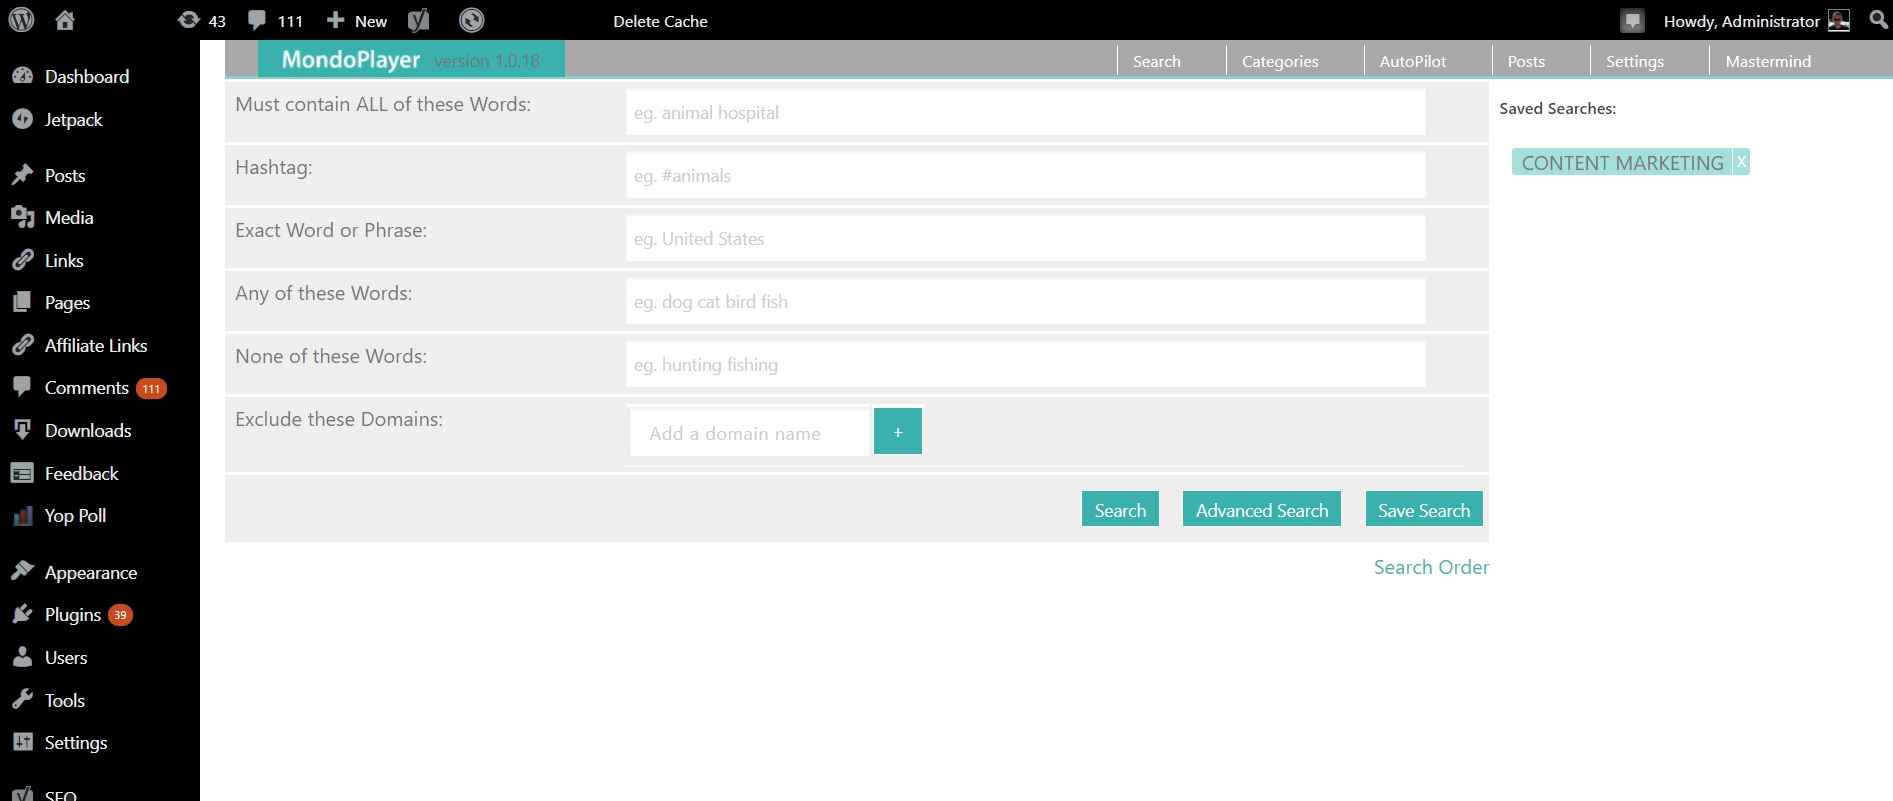 43 111 New Delete Cache Howdy, Administrator
MondoPlayer version 1.0.18 Search Categories AutoPilot Posts Settings Mastermind
Dashboard
Jetpack
Posts
Media
Links
Pages
Affiliate Links
Comments 111
Downloads
Feedback
Yop Poll
Appearance
Plugins 39
Users
Tools
Settings
SEO
Must contain ALL of these Words: eg. animal hospital
Hashtag: eg. #animals
Exact Word or Phrase: eg. United States
Any of these Words: eg. dog cat bird fish
None of these Words: eg. hunting fishing
Exclude these Domains: Add a domain name +
Search Advanced Search Save Search
Search Order
Saved Searches:
CONTENT MARKETING X